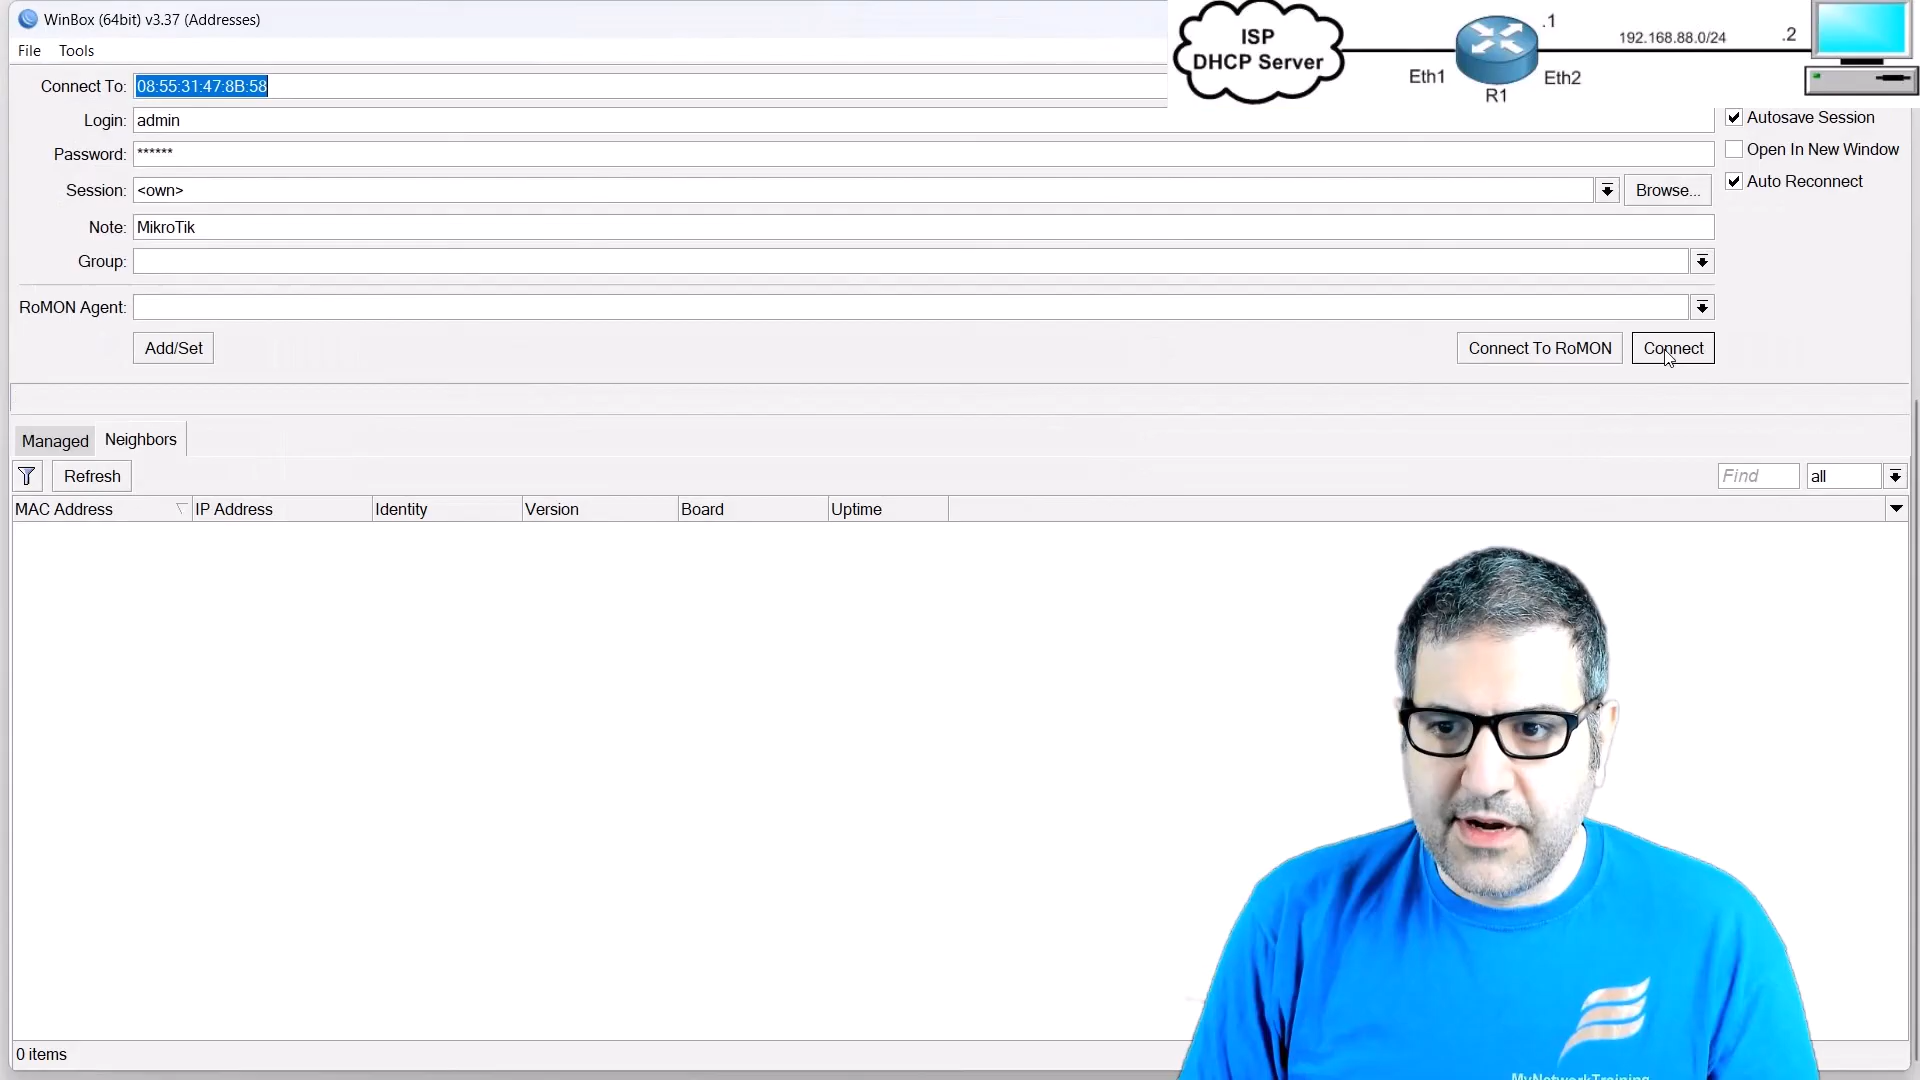 WinBox (64bit) v3.37 (Addresses)
File Tools
Connect To: 08:55:31:47:8B:58
Login: admin
Password: ******
Session: <own>
Browse...
Note: MikroTik
Group:
RoMON Agent:
Add/Set
Connect To RoMON
Connect
Autosave Session
Open In New Window
Auto Reconnect
ISP
DHCP Server
Eth1
R1
.1
Eth2
192.168.88.0/24
.2
Managed Neighbors
Refresh
Find
all
MAC Address IP Address Identity Version Board Uptime
0 items
MyNetworkTraining